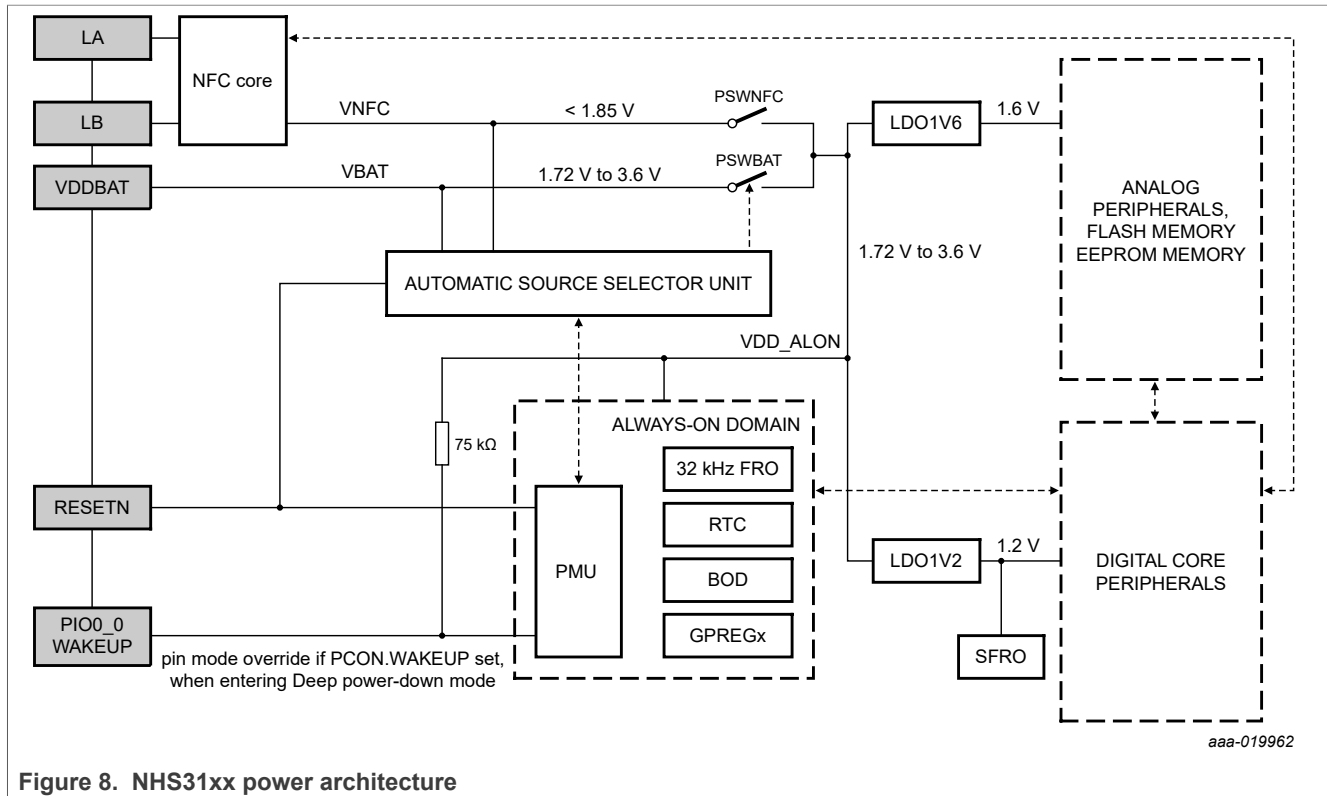 LA
NFC core
LB
VNFC
< 1.85 V
PSWNFC
LDO1V6
1.6 V
VDDBAT
VBAT
1.72 V to 3.6 V
PSWBAT
ANALOG
PERIPHERALS,
FLASH MEMORY
EEPROM MEMORY
1.72 V to 3.6 V
AUTOMATIC SOURCE SELECTOR UNIT
VDD_ALON
75 kΩ
ALWAYS-ON DOMAIN
32 kHz FRO
RTC
BOD
GPREGx
PMU
RESETN
LDO1V2
1.2 V
DIGITAL CORE
PERIPHERALS
SFRO
PIO0_0
WAKEUP
pin mode override if PCON.WAKEUP set,
when entering Deep power-down mode
aaa-019962
Figure 8. NHS31xx power architecture